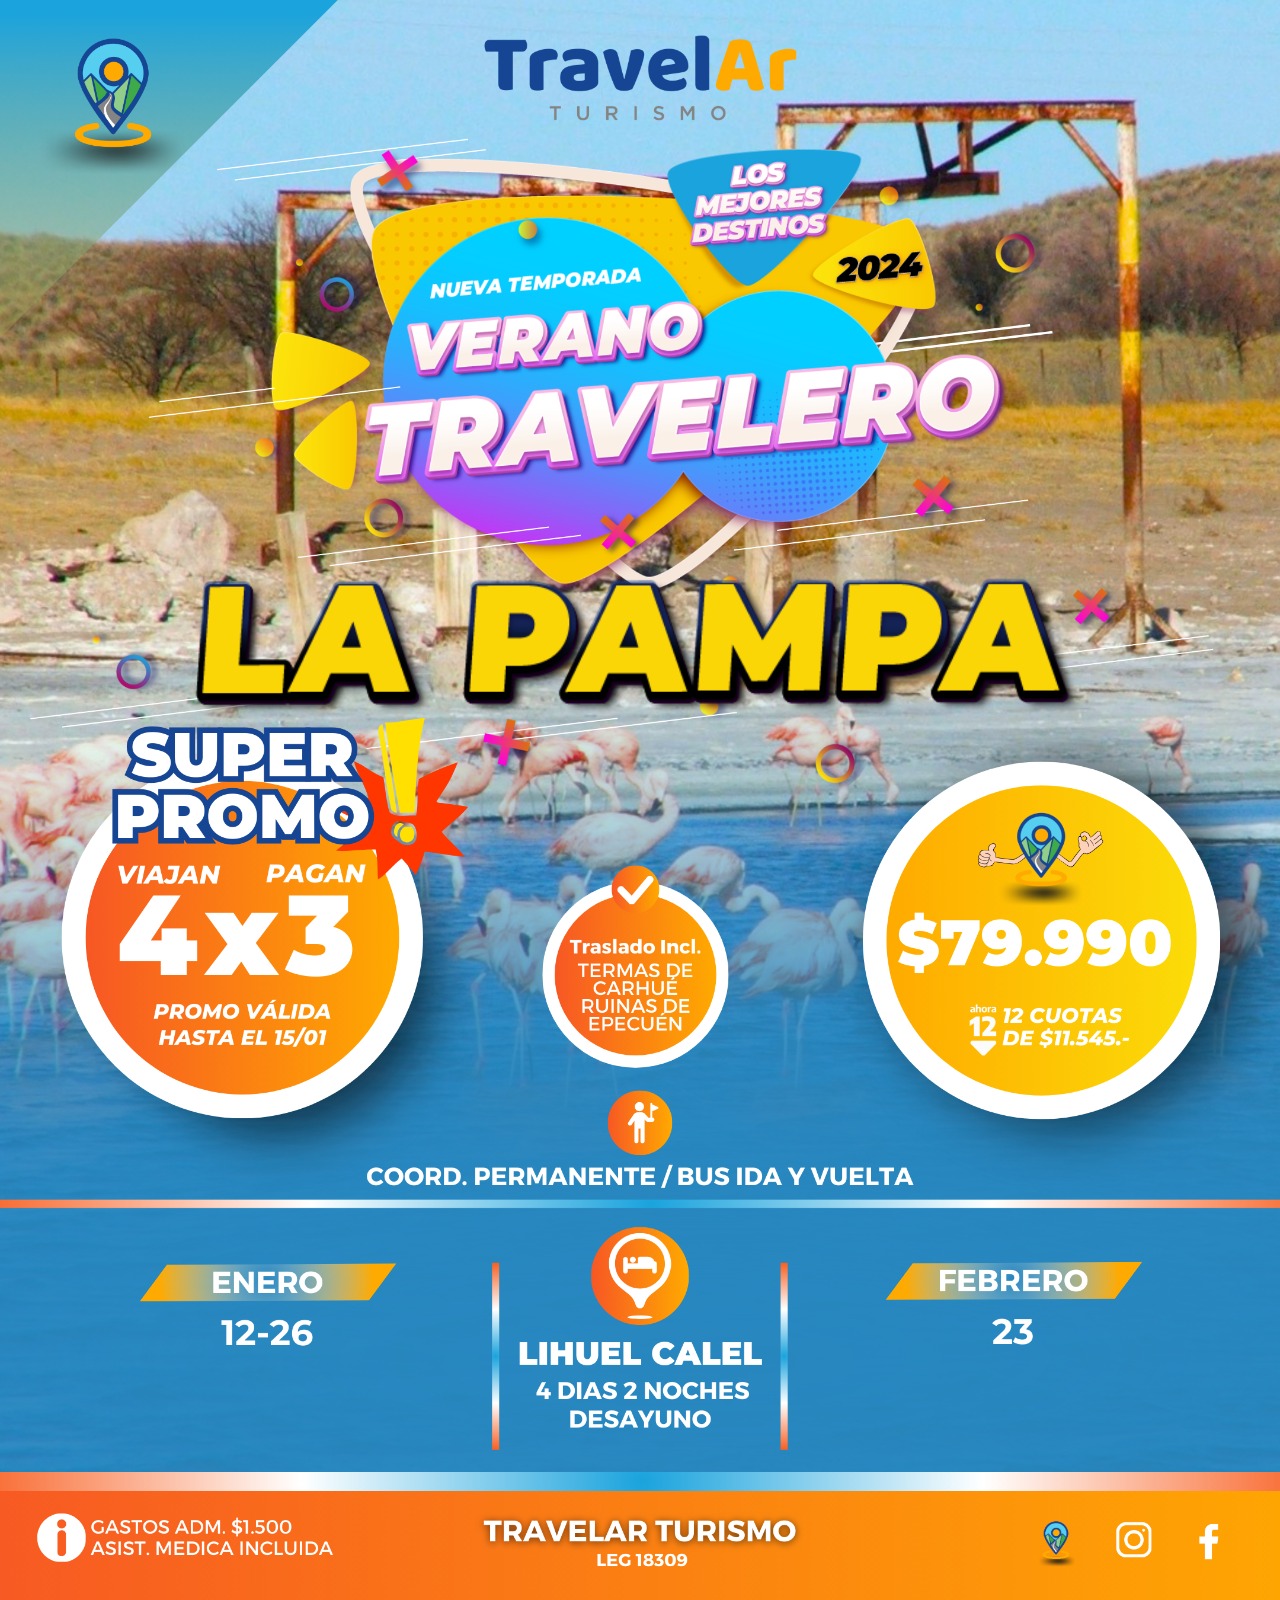 TravelAr
TURISMO
LOS
MEJORES
DESTINOS
2024
NUEVA TEMPORADA
VERANO
TRAVELERO
LA PAMPA
SUPER
PROMO!
VIAJAN PAGAN
4x3
PROMO VÁLIDA
HASTA EL 15/01
Traslado Incl.
TERMAS DE
CARHUÉ
RUINAS DE
EPECUÉN
$79.990
ahora
12
12 CUOTAS
DE $11.545.-
COORD. PERMANENTE / BUS IDA Y VUELTA
ENERO
12-26
LIHUEL CALEL
4 DIAS 2 NOCHES
DESAYUNO
FEBRERO
23
GASTOS ADM. $1.500
ASIST. MEDICA INCLUIDA
TRAVELAR TURISMO
LEG 18309